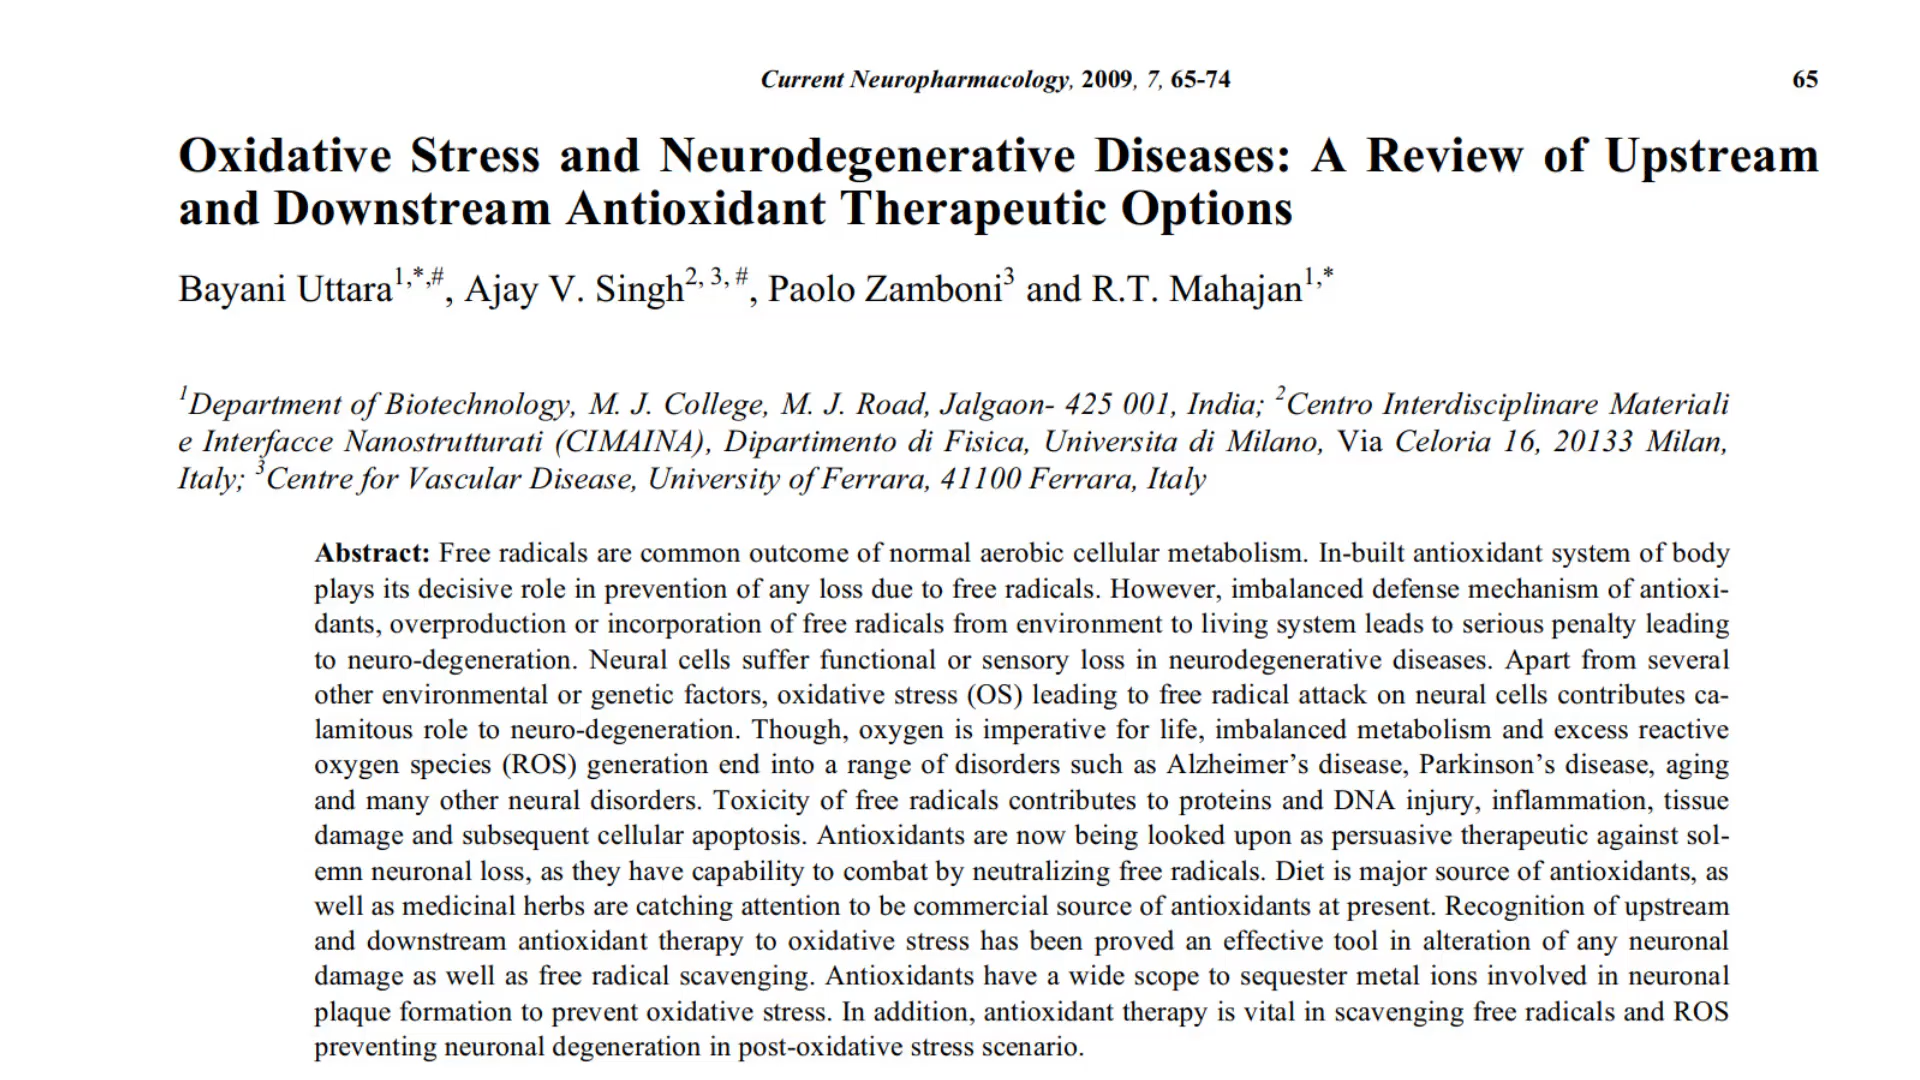 Current Neuropharmacology, 2009, 7, 65-74 65
Oxidative Stress and Neurodegenerative Diseases: A Review of Upstream
and Downstream Antioxidant Therapeutic Options
Bayani Uttara1,*,#, Ajay V. Singh2, 3, #, Paolo Zamboni3 and R.T. Mahajan1,*
1Department of Biotechnology, M. J. College, M. J. Road, Jalgaon- 425 001, India; 2Centro Interdisciplinare Materiali
e Interfacce Nanostrutturati (CIMAINA), Dipartimento di Fisica, Universita di Milano, Via Celoria 16, 20133 Milan,
Italy; 3Centre for Vascular Disease, University of Ferrara, 41100 Ferrara, Italy
Abstract: Free radicals are common outcome of normal aerobic cellular metabolism. In-built antioxidant system of body
plays its decisive role in prevention of any loss due to free radicals. However, imbalanced defense mechanism of antioxi-
dants, overproduction or incorporation of free radicals from environment to living system leads to serious penalty leading
to neuro-degeneration. Neural cells suffer functional or sensory loss in neurodegenerative diseases. Apart from several
other environmental or genetic factors, oxidative stress (OS) leading to free radical attack on neural cells contributes ca-
lamitous role to neuro-degeneration. Though, oxygen is imperative for life, imbalanced metabolism and excess reactive
oxygen species (ROS) generation end into a range of disorders such as Alzheimer’s disease, Parkinson’s disease, aging
and many other neural disorders. Toxicity of free radicals contributes to proteins and DNA injury, inflammation, tissue
damage and subsequent cellular apoptosis. Antioxidants are now being looked upon as persuasive therapeutic against sol-
emn neuronal loss, as they have capability to combat by neutralizing free radicals. Diet is major source of antioxidants, as
well as medicinal herbs are catching attention to be commercial source of antioxidants at present. Recognition of upstream
and downstream antioxidant therapy to oxidative stress has been proved an effective tool in alteration of any neuronal
damage as well as free radical scavenging. Antioxidants have a wide scope to sequester metal ions involved in neuronal
plaque formation to prevent oxidative stress. In addition, antioxidant therapy is vital in scavenging free radicals and ROS
preventing neuronal degeneration in post-oxidative stress scenario.